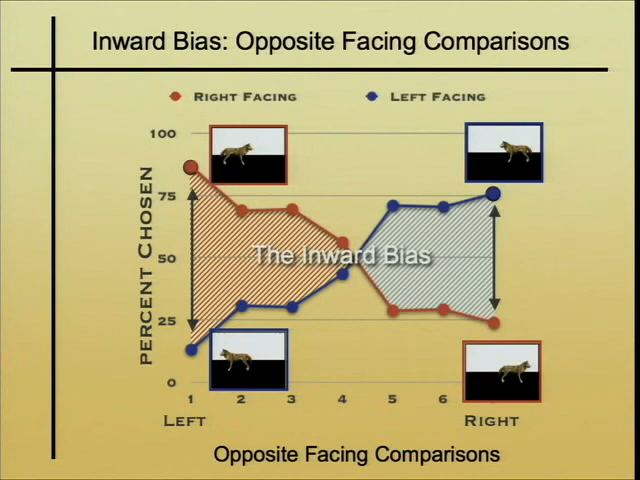 Inward Bias: Opposite Facing Comparisons
RIGHT FACING
LEFT FACING
100
75
50
25
0
PERCENT CHOSEN
The Inward Bias
1 2 3 4 5 6
LEFT
RIGHT
Opposite Facing Comparisons